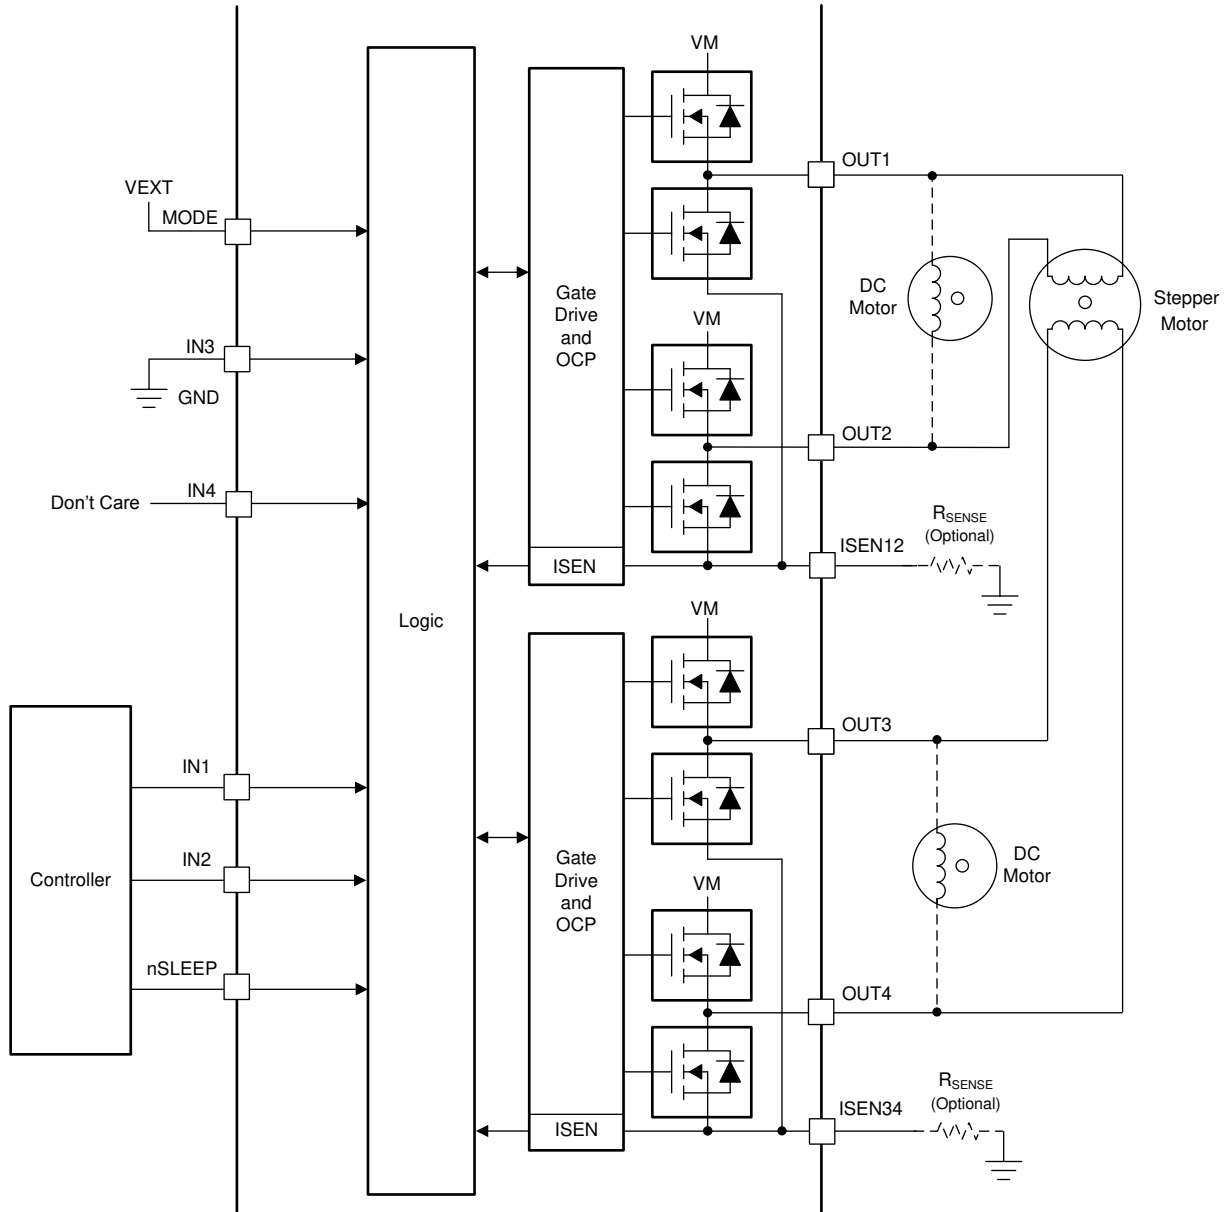 VM
OUT1
VEXT
MODE
DC
Motor
Stepper
Motor
Gate
Drive
and
OCP
VM
IN3
GND
OUT2
IN4
Don't Care
RSENSE
(Optional)
ISEN12
ISEN
Logic
VM
OUT3
IN1
IN2
Controller
Gate
Drive
and
OCP
DC
Motor
VM
nSLEEP
OUT4
RSENSE
(Optional)
ISEN34
ISEN